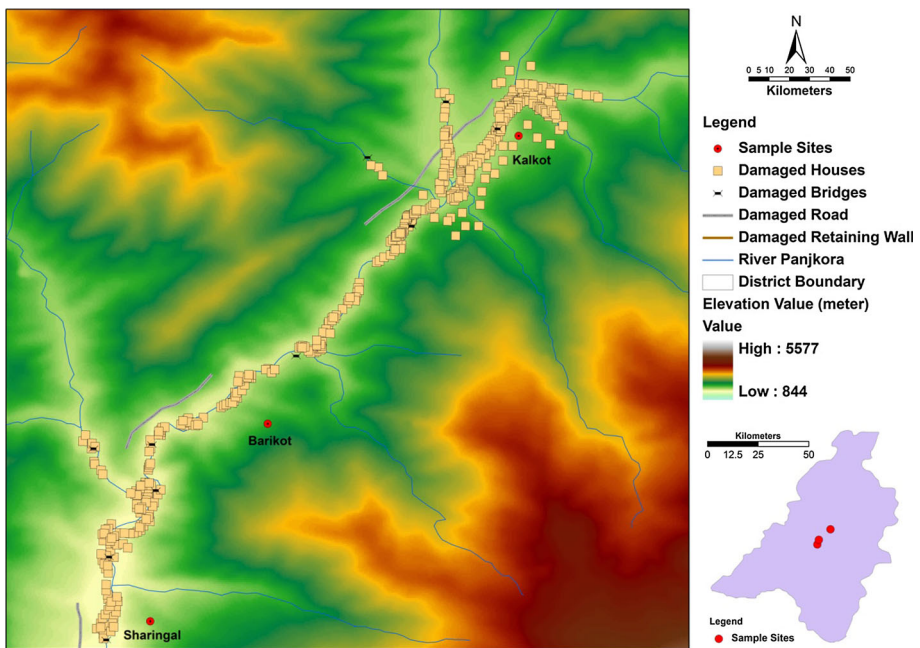 Kalkot
Barikot
Sharingal
N
0 5 10 20 30 40 50
Kilometers
Legend
Sample Sites
Damaged Houses
Damaged Bridges
Damaged Road
Damaged Retaining Wall
River Panjkora
District Boundary
Elevation Value (meter)
Value
High : 5577
Low : 844
Kilometers
0 12.5 25 50
Legend
Sample Sites